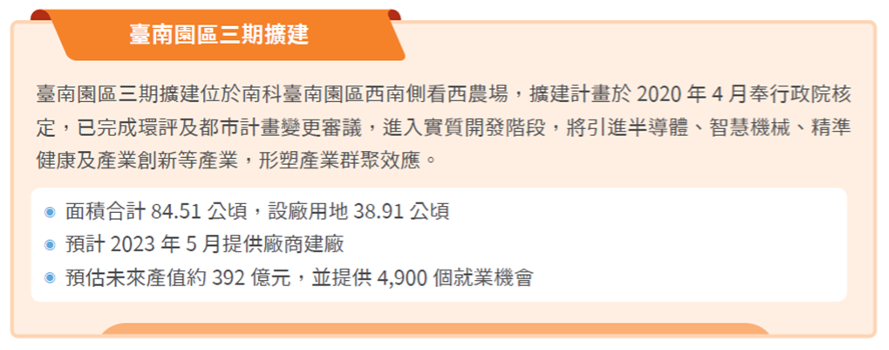 臺南園區三期擴建
臺南園區三期擴建位於南科臺南園區西南側看西農場，擴建計畫於 2020 年 4 月奉行政院核
定，已完成環評及都市計畫變更審議，進入實質開發階段，將引進半導體、智慧機械、精準
健康及產業創新等產業，形塑產業群聚效應。
面積合計 84.51 公頃，設廠用地 38.91 公頃
預計 2023 年 5 月提供廠商建廠
預估未來產值約 392 億元，並提供 4,900 個就業機會